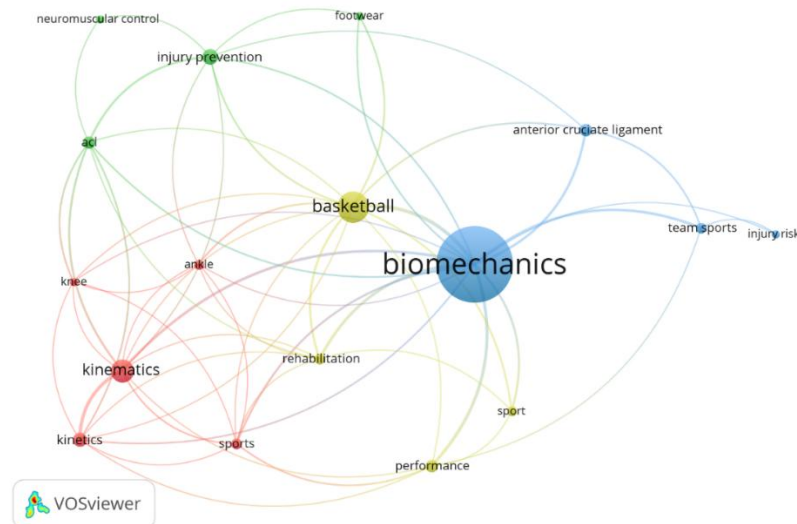 neuromuscular control
footwear
injury prevention
anterior cruciate ligament
acl
basketball
team sports
injury risk
biomechanics
ankle
knee
rehabilitation
kinematics
sport
kinetics
sports
performance
VOSviewer